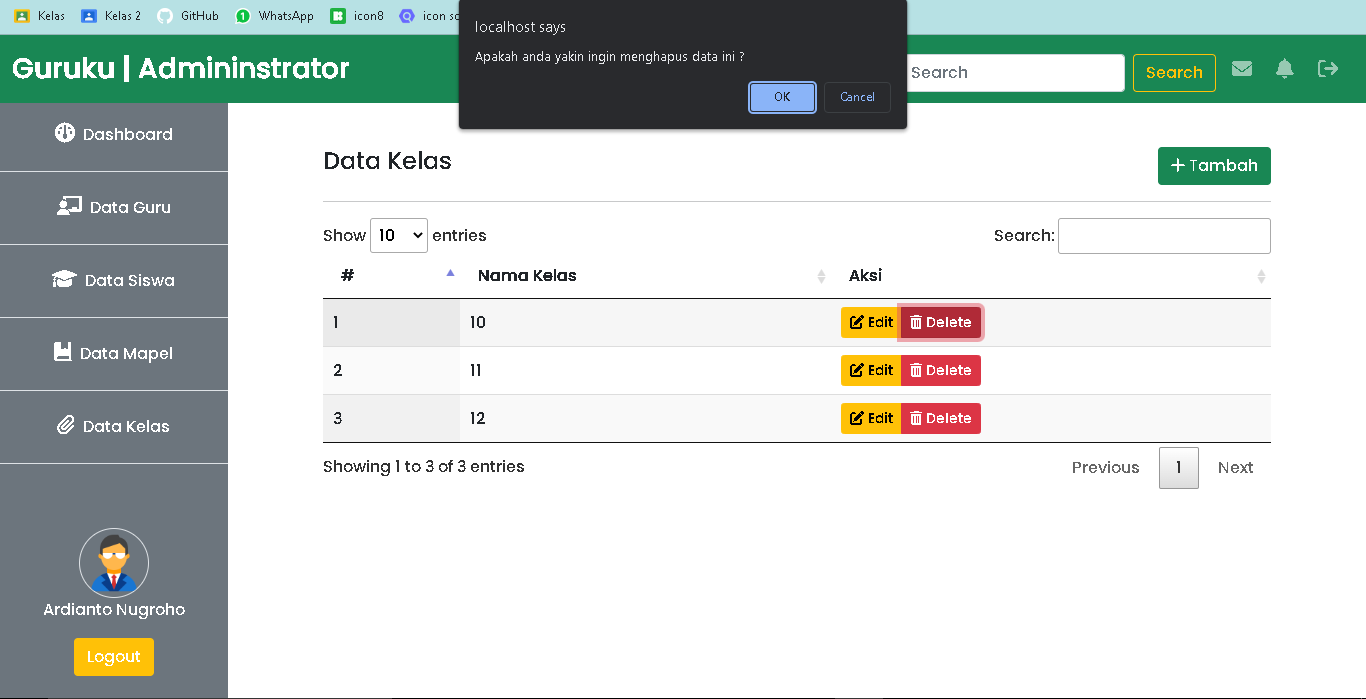 Kelas Kelas 2 GitHub WhatsApp icon8
localhost says
Apakah anda yakin ingin menghapus data ini ?
OK Cancel
Guruku | Admininstrator
Search Search
Dashboard
Data Guru
Data Siswa
Data Mapel
Data Kelas
Ardianto Nugroho
Logout
Data Kelas
+ Tambah
Show 10 entries Search:
# Nama Kelas Aksi
1 10 Edit Delete
2 11 Edit Delete
3 12 Edit Delete
Showing 1 to 3 of 3 entries Previous 1 Next